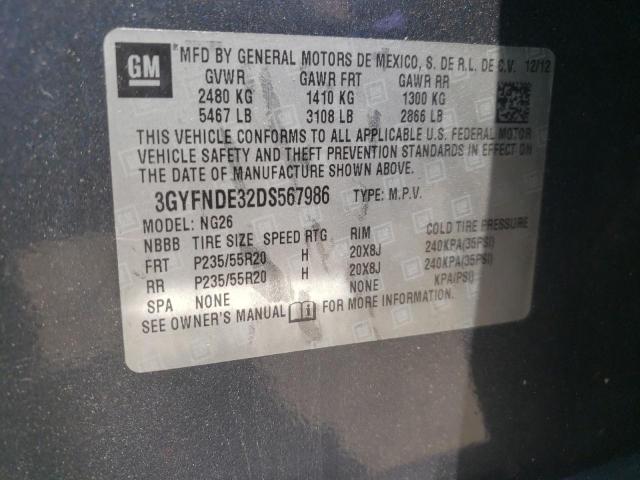 GM
MFD BY GENERAL MOTORS DE MEXICO, S. DE R.L. DE C.V. 12/12
GVWR GAWR FRT GAWR RR
2480 KG 1410 KG 1300 KG
5467 LB 3108 LB 2866 LB
THIS VEHICLE CONFORMS TO ALL APPLICABLE U.S. FEDERAL MOTOR
VEHICLE SAFETY AND THEFT PREVENTION STANDARDS IN EFFECT ON
THE DATE OF MANUFACTURE SHOWN ABOVE.
3GYFNDE32DS567986 TYPE: M.P.V.
MODEL: NG26
NBBB TIRE SIZE SPEED RTG RIM COLD TIRE PRESSURE
FRT P235/55R20 H 20X8J 240KPA(35PSI)
RR P235/55R20 H 20X8J 240KPA(35PSI)
SPA NONE NONE KPA(PSI)
SEE OWNER'S MANUAL FOR MORE INFORMATION.